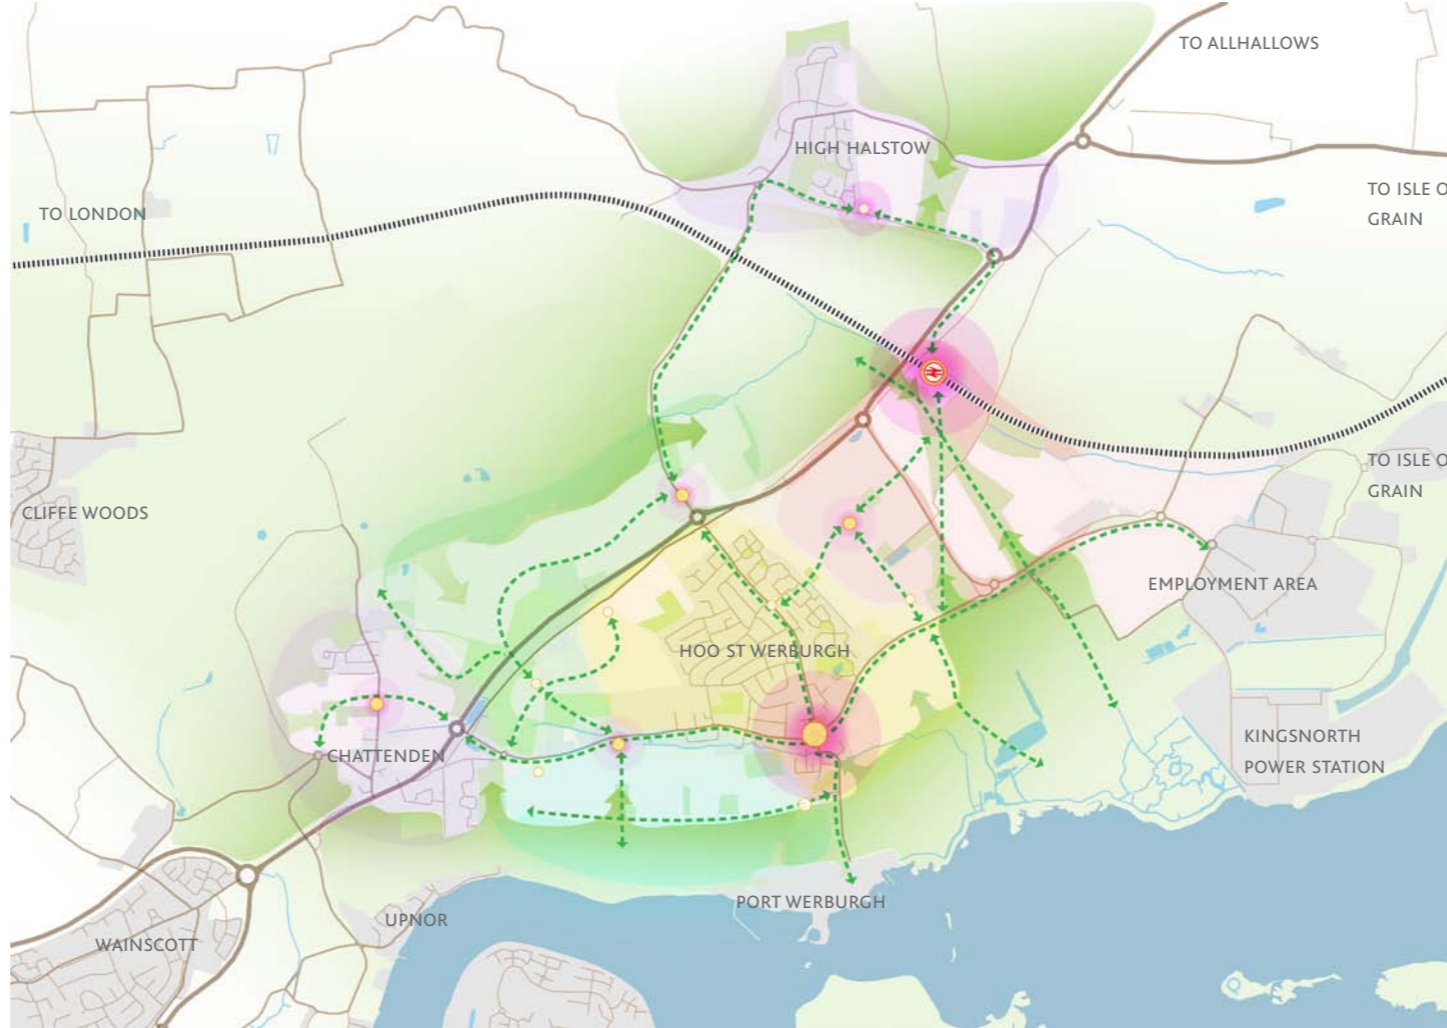 TO ALLHALLOWS
HIGH HALSTOW
TO ISLE O
GRAIN
TO LONDON
TO ISLE O
GRAIN
CLIFFE WOODS
EMPLOYMENT AREA
HOO ST WERBURGH
KINGSNORTH
POWER STATION
CHATTENDEN
PORT WERBURGH
UPNOR
WAINSCOTT